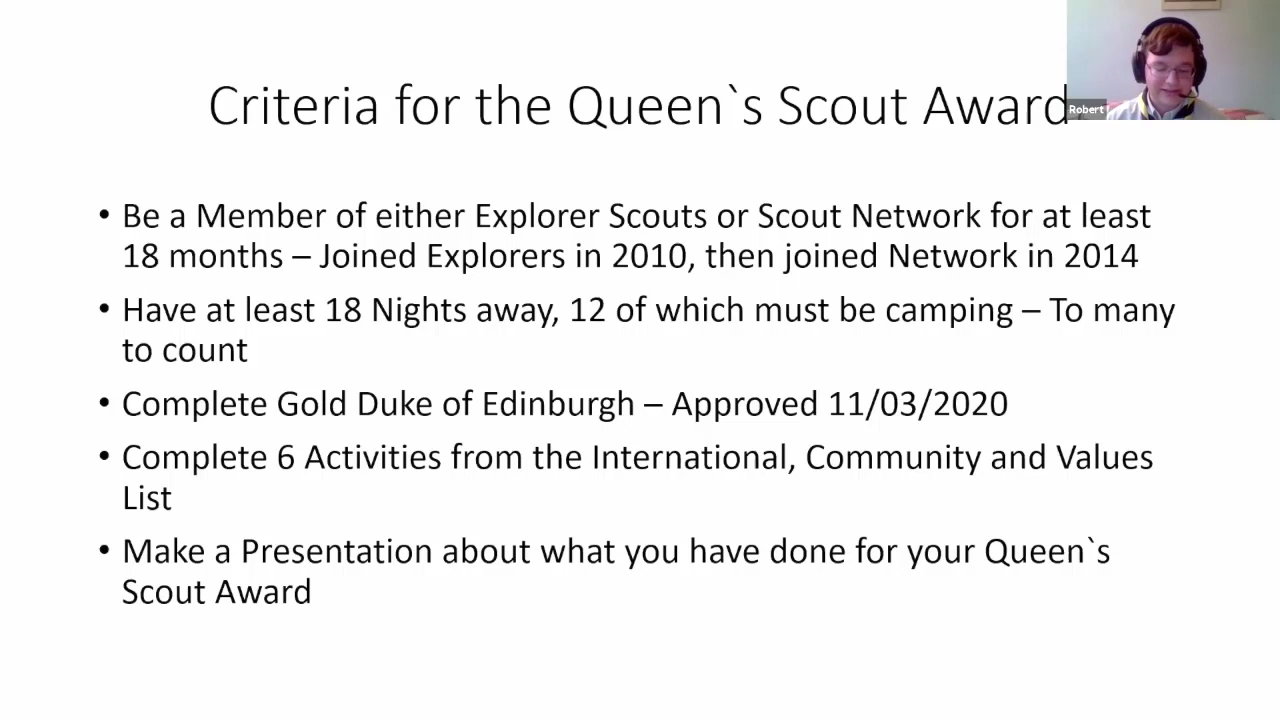 Criteria for the Queen`s Scout Award
Robert
• Be a Member of either Explorer Scouts or Scout Network for at least
18 months – Joined Explorers in 2010, then joined Network in 2014
• Have at least 18 Nights away, 12 of which must be camping – To many
to count
• Complete Gold Duke of Edinburgh – Approved 11/03/2020
• Complete 6 Activities from the International, Community and Values
List
• Make a Presentation about what you have done for your Queen`s
Scout Award